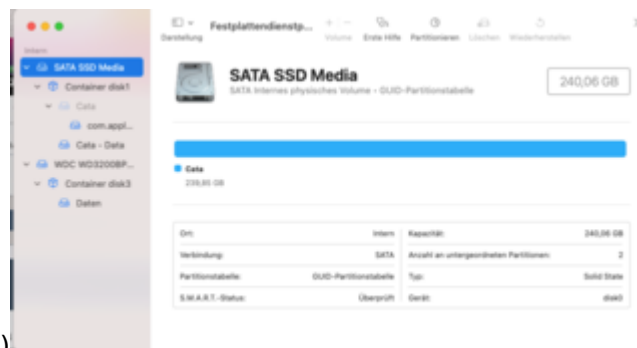 )
Festplattendienstp...
Darstellung
Volume
Erste Hilfe
Partitionieren
Löschen
Wiederherstellen
Intern
SATA SSD Media
Container disk1
Cata
com.appl...
Cata - Data
WDC WD3200BP...
Container disk3
Daten
SATA SSD Media
SATA Internes physisches Volume • GUID-Partitionstabelle
240,06 GB
Cata
239,85 GB
Ort: Intern
Kapazität: 240,06 GB
Verbindung: SATA
Anzahl an untergeordneten Partitionen: 2
Partitionstabelle: GUID-Partitionstabelle
Typ: Solid State
S.M.A.R.T.-Status: Überprüft
Gerät: disk0